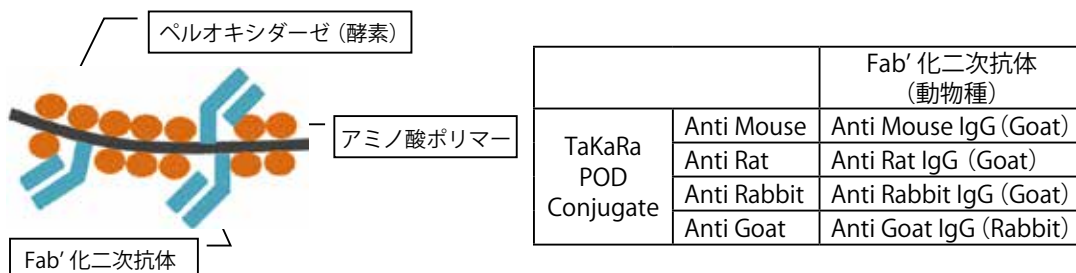 ペルオキシダーゼ（酵素）
アミノ酸ポリマー
Fab’ 化二次抗体
Fab’ 化二次抗体
（動物種）
TaKaRa
POD
Conjugate
Anti Mouse Anti Mouse IgG（Goat）
Anti Rat Anti Rat IgG（Goat）
Anti Rabbit Anti Rabbit IgG（Goat）
Anti Goat Anti Goat IgG（Rabbit）